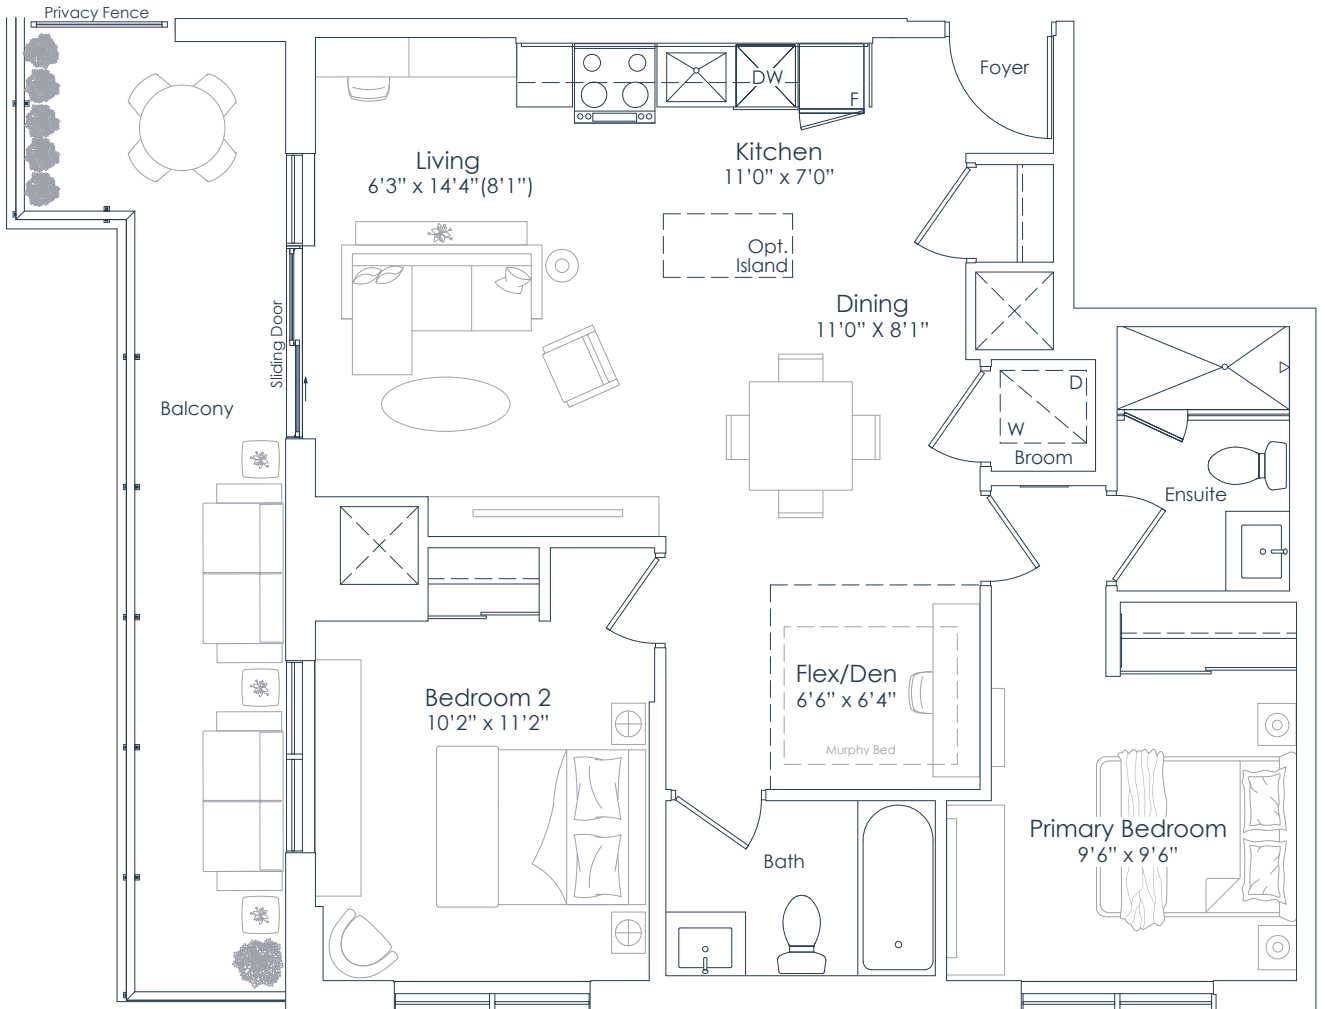 Privacy Fence
Foyer
DW
F
Living
6’3” x 14’4”(8’1”)
Kitchen
11’0” x 7’0”
Opt.
Island
Dining
11’0” X 8’1”
Sliding Door
Balcony
D
W
Broom
Ensuite
Flex/Den
6’6” x 6’4”
Murphy Bed
Bedroom 2
10’2” x 11’2”
Primary Bedroom
9’6” x 9’6”
Bath